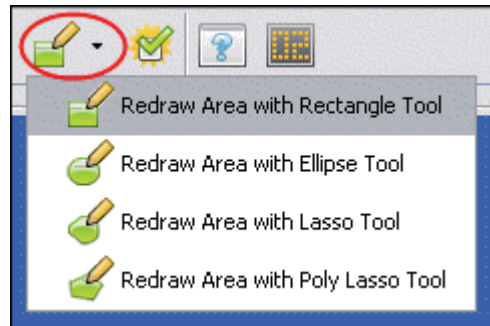 Redraw Area with Rectangle Tool
Redraw Area with Ellipse Tool
Redraw Area with Lasso Tool
Redraw Area with Poly Lasso Tool